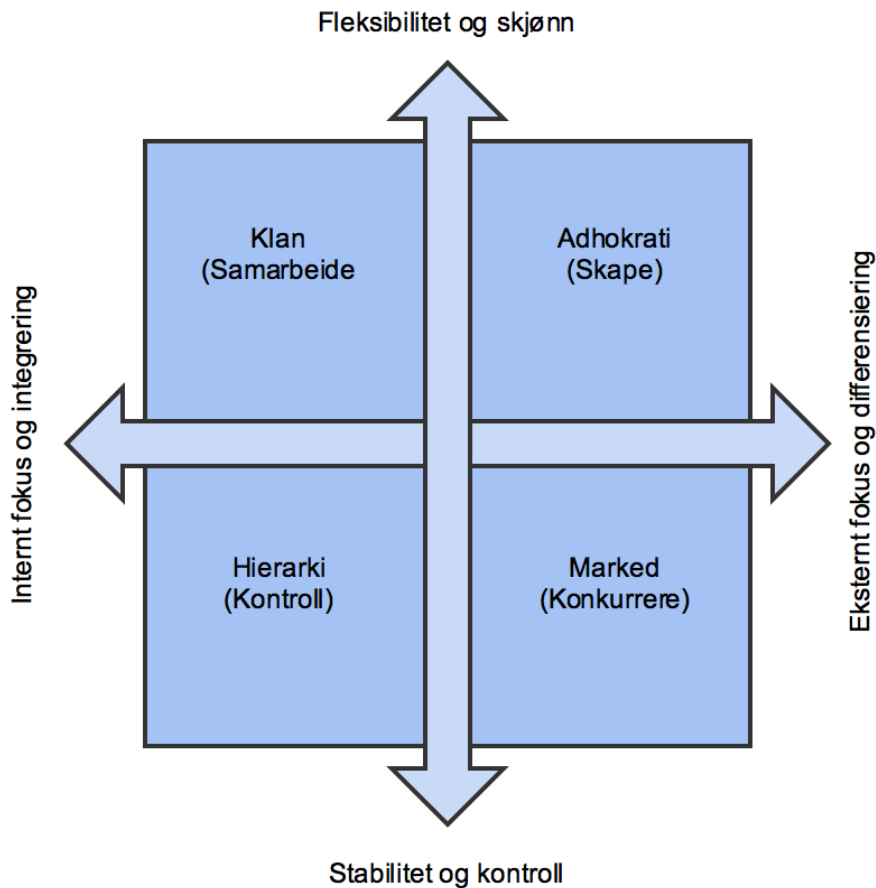 Fleksibilitet og skjønn
Klan
(Samarbeide
Adhokrati
(Skape)
Internt fokus og integrering
Eksternt fokus og differensiering
Hierarki
(Kontroll)
Marked
(Konkurrere)
Stabilitet og kontroll